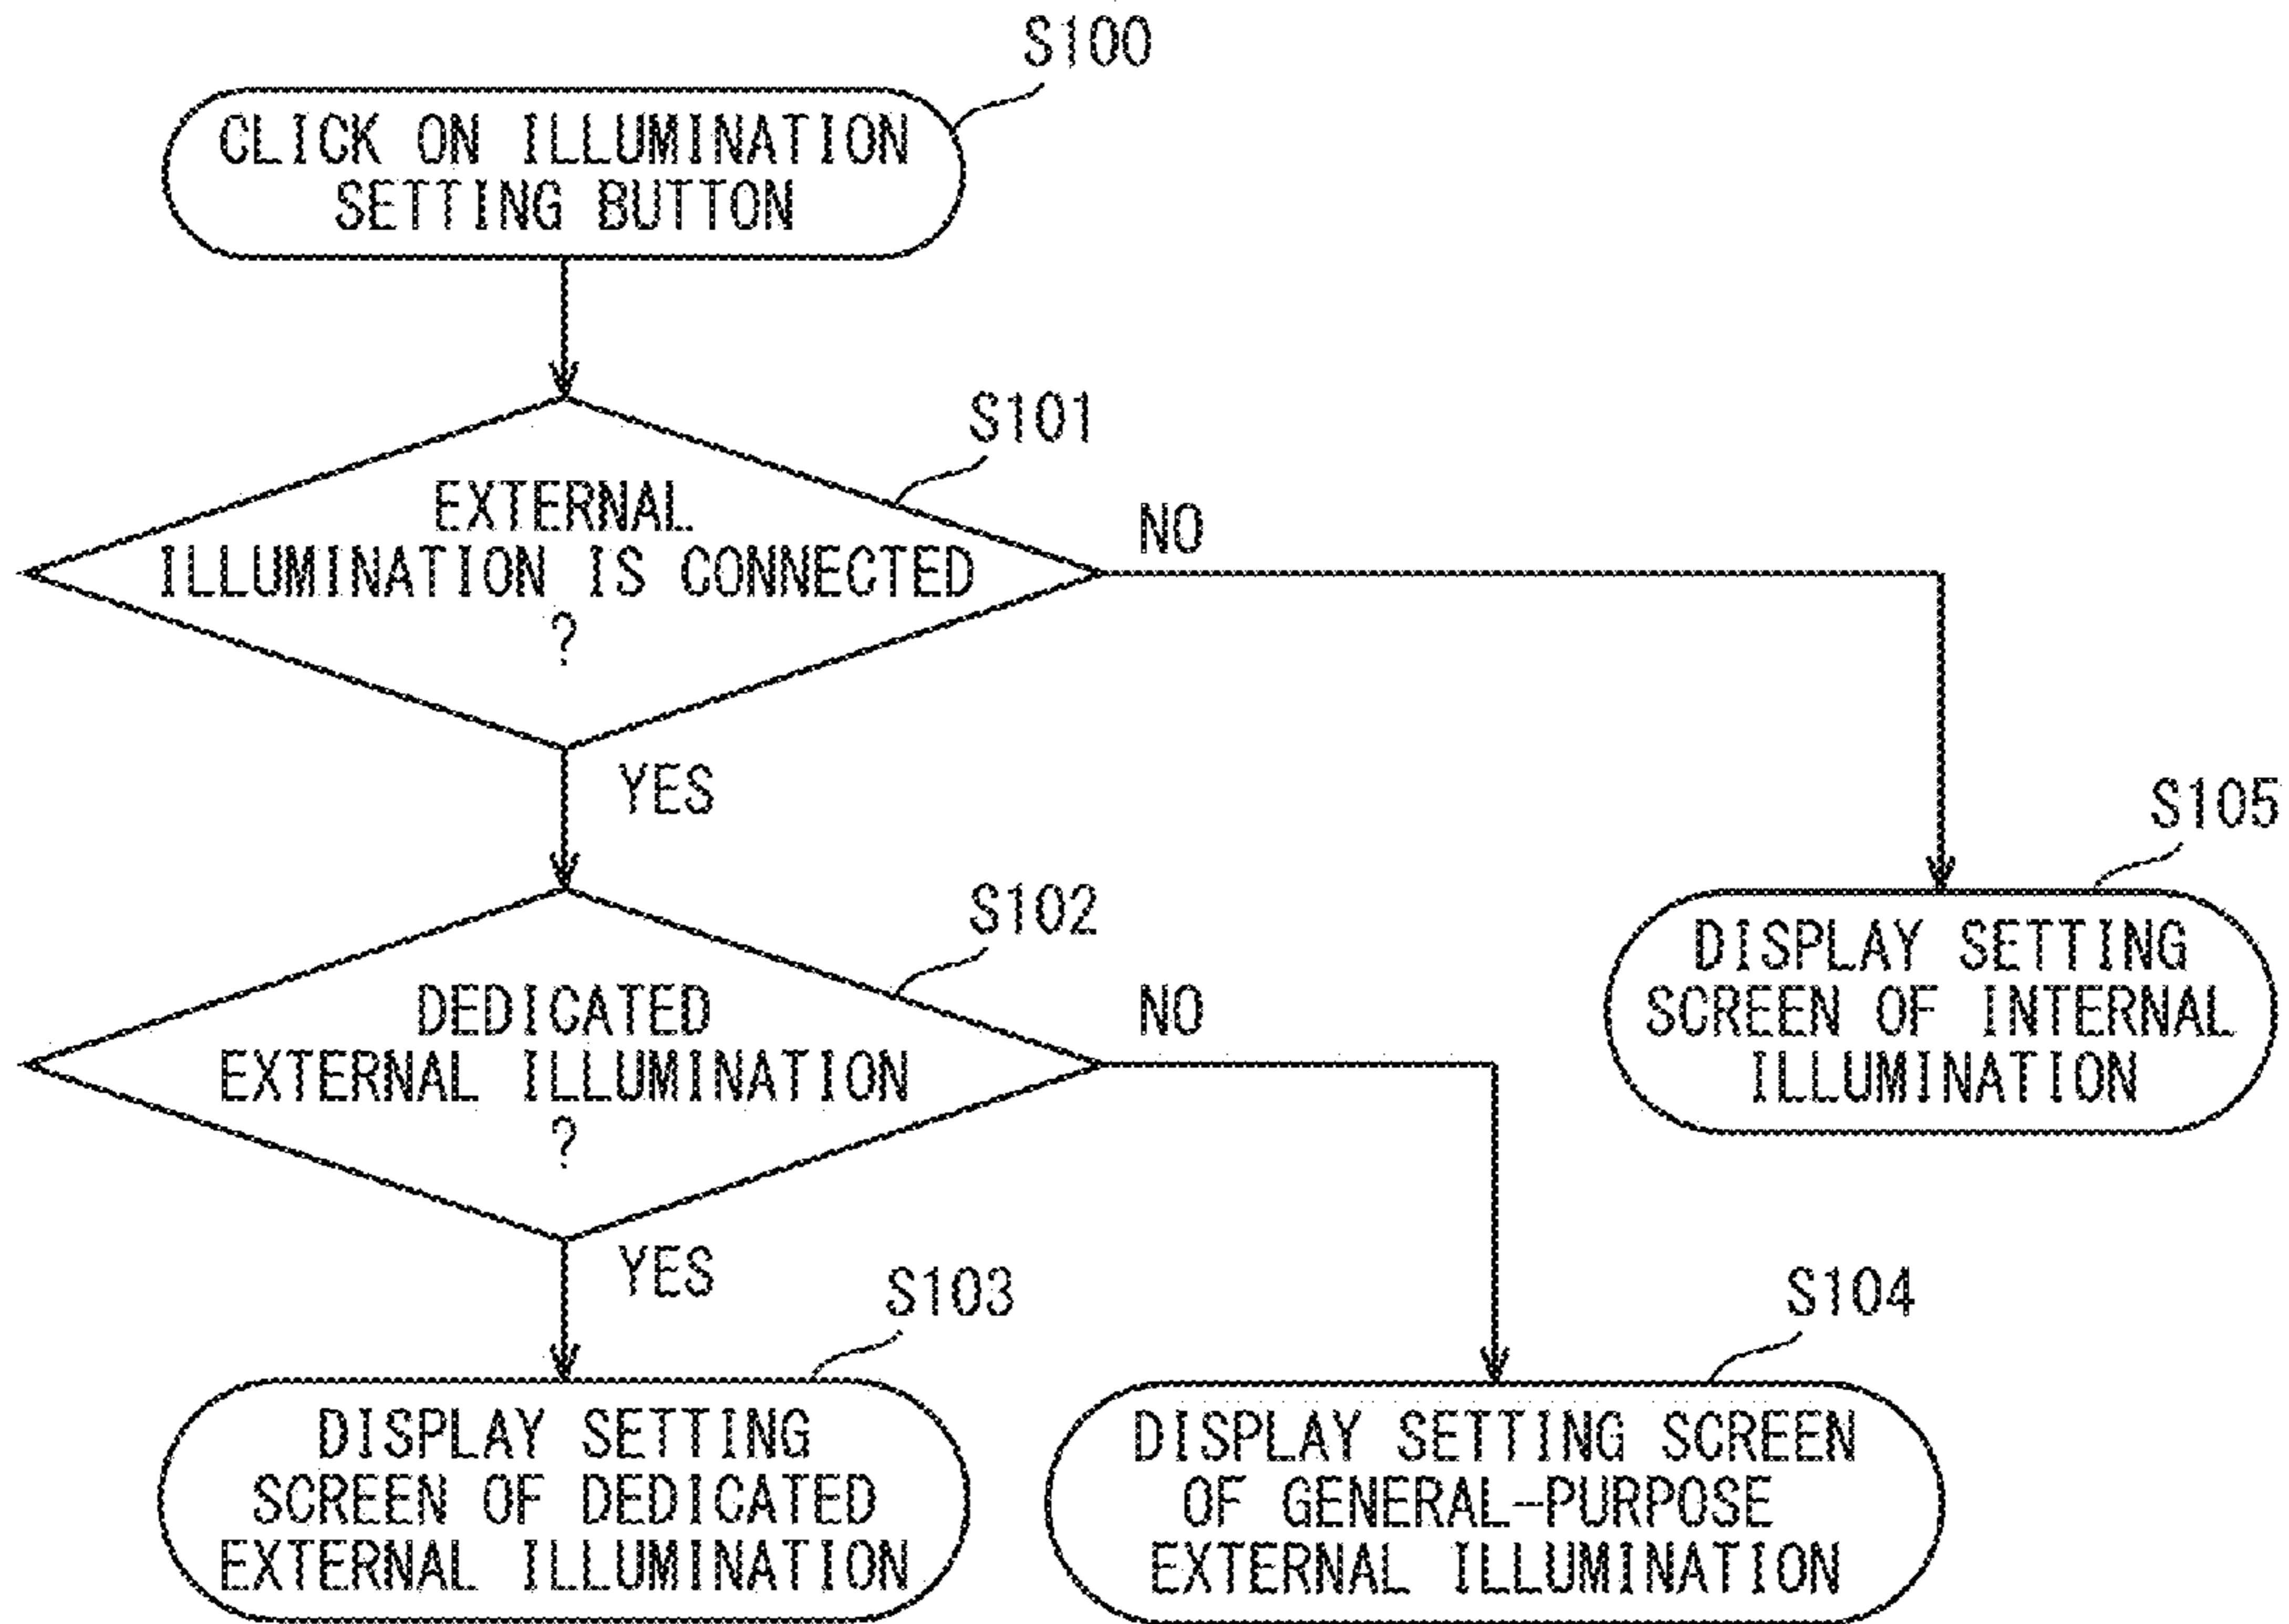 S100
CLICK ON ILLUMINATION
SETTING BUTTON
S101
EXTERNAL
ILLUMINATION IS CONNECTED
?
NO
YES
S102
DEDICATED
EXTERNAL ILLUMINATION
?
NO
YES
S105
DISPLAY SETTING
SCREEN OF INTERNAL
ILLUMINATION
S103
DISPLAY SETTING
SCREEN OF DEDICATED
EXTERNAL ILLUMINATION
S104
DISPLAY SETTING SCREEN
OF GENERAL-PURPOSE
EXTERNAL ILLUMINATION